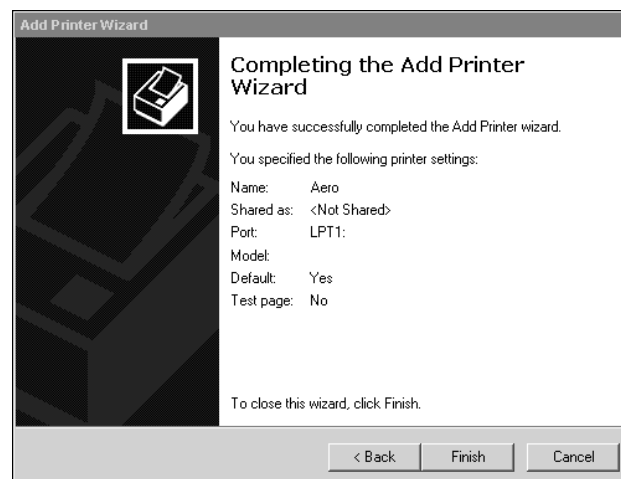 Add Printer Wizard
Completing the Add Printer
Wizard
You have successfully completed the Add Printer wizard.
You specified the following printer settings:
Name: Aero
Shared as: <Not Shared>
Port: LPT1:
Model:
Default: Yes
Test page: No
To close this wizard, click Finish.
< Back Finish Cancel